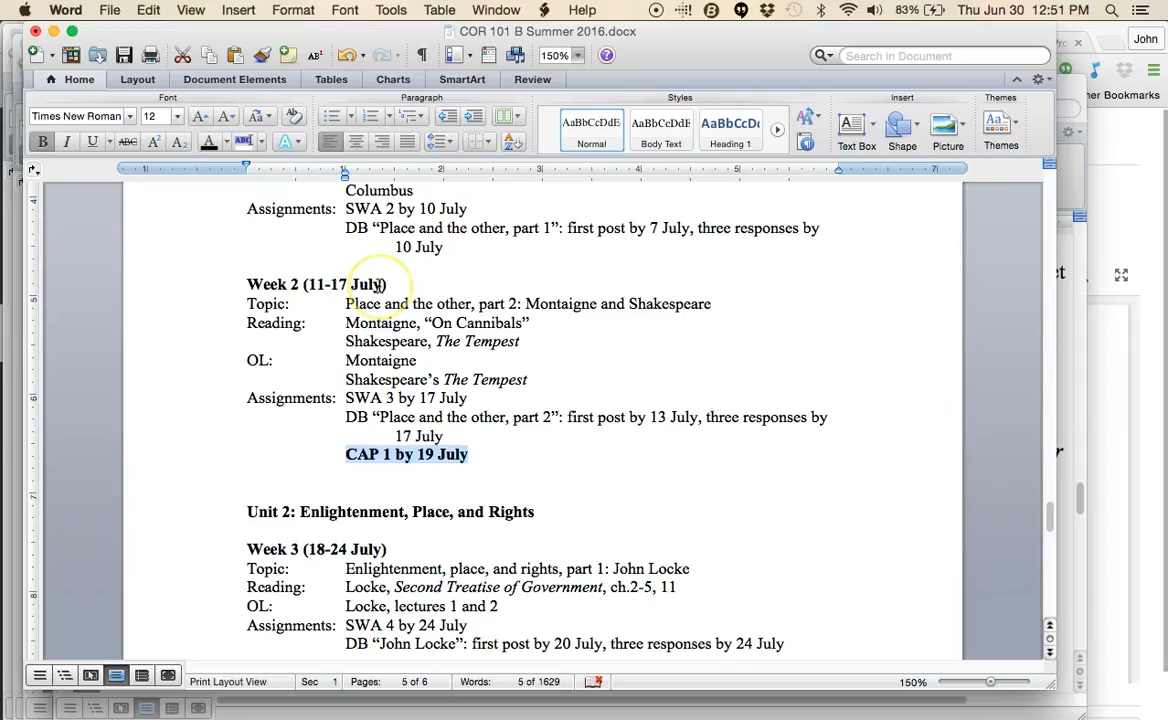 Word File Edit View Insert Format Font Tools Table Window Help 83% Thu Jun 30 12:51 PM
COR 101 B Summer 2016.docx
John
150% Search in Document
Home Layout Document Elements Tables Charts SmartArt Review
her Bookmarks
Font Paragraph Styles Insert Themes
Times New Roman 12
AaBbCcDdE AaBbCcDdE AaBbCcDc
Normal Body Text Heading 1 Text Box Shape Picture Themes
Columbus
Assignments: SWA 2 by 10 July
DB “Place and the other, part 1”: first post by 7 July, three responses by
10 July
Week 2 (11-17 July)
Topic: Place and the other, part 2: Montaigne and Shakespeare
Reading: Montaigne, “On Cannibals”
Shakespeare, The Tempest
OL: Montaigne
Shakespeare’s The Tempest
Assignments: SWA 3 by 17 July
DB “Place and the other, part 2”: first post by 13 July, three responses by
17 July
CAP 1 by 19 July
Unit 2: Enlightenment, Place, and Rights
Week 3 (18-24 July)
Topic: Enlightenment, place, and rights, part 1: John Locke
Reading: Locke, Second Treatise of Government, ch.2-5, 11
OL: Locke, lectures 1 and 2
Assignments: SWA 4 by 24 July
DB “John Locke”: first post by 20 July, three responses by 24 July
Print Layout View Sec 1 Pages: 5 of 6 Words: 5 of 1629 150%